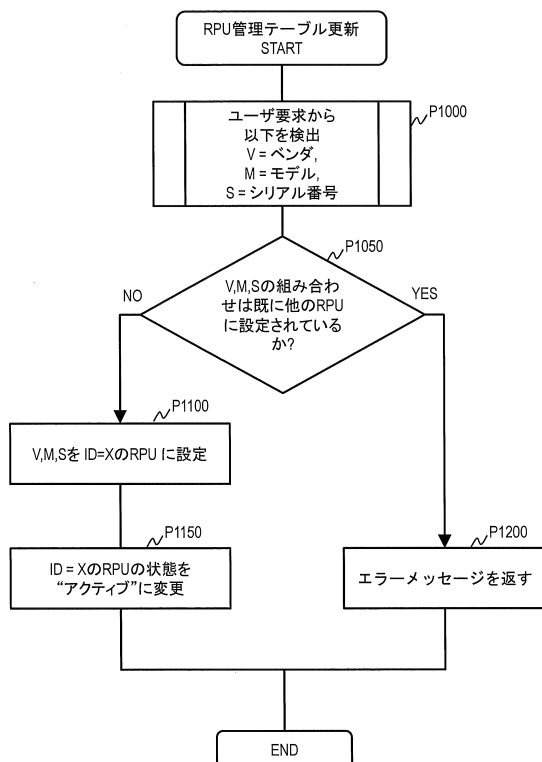 RPU管理テーブル更新
START
ユーザ要求から
以下を検出
V = ベンダ,
M = モデル,
S = シリアル番号
P1000
P1050
V,M,Sの組み合わ
せは既に他のRPU
に設定されている
か?
NO
YES
P1100
V,M,Sを ID=XのRPU に設定
P1150
ID = XのRPUの状態を
“アクティブ”に変更
P1200
エラーメッセージを返す
END